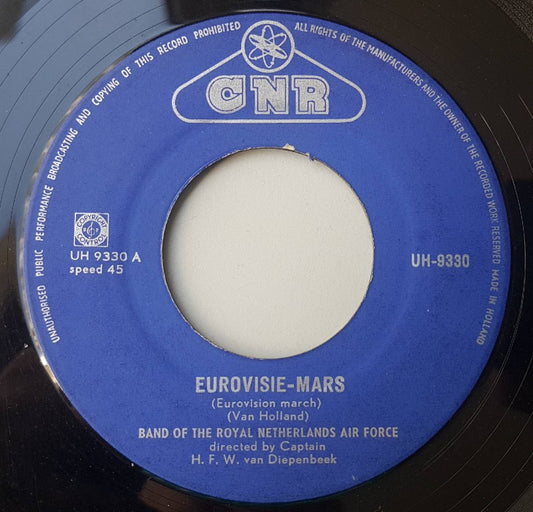 UNAUTHORISED PUBLIC PERFORMANCE BROADCASTING AND COPYING OF THIS RECORD PROHIBITED
ALL RIGHTS OF THE MANUFACTURERS AND THE OWNER OF THE RECORDED WORK RESERVED MADE IN HOLLAND
CNR
COPYRIGHT
CONTROL
UH 9330 A
speed 45
UH-9330
EUROVISIE-MARS
(Eurovision march)
(Van Holland)
BAND OF THE ROYAL NETHERLANDS AIR FORCE
directed by Captain
H. F. W. van Diepenbeek